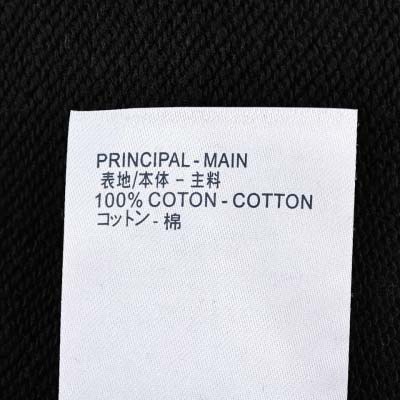 PRINCIPAL - MAIN
表地/本体 - 主料
100% COTON - COTTON
コットン - 棉